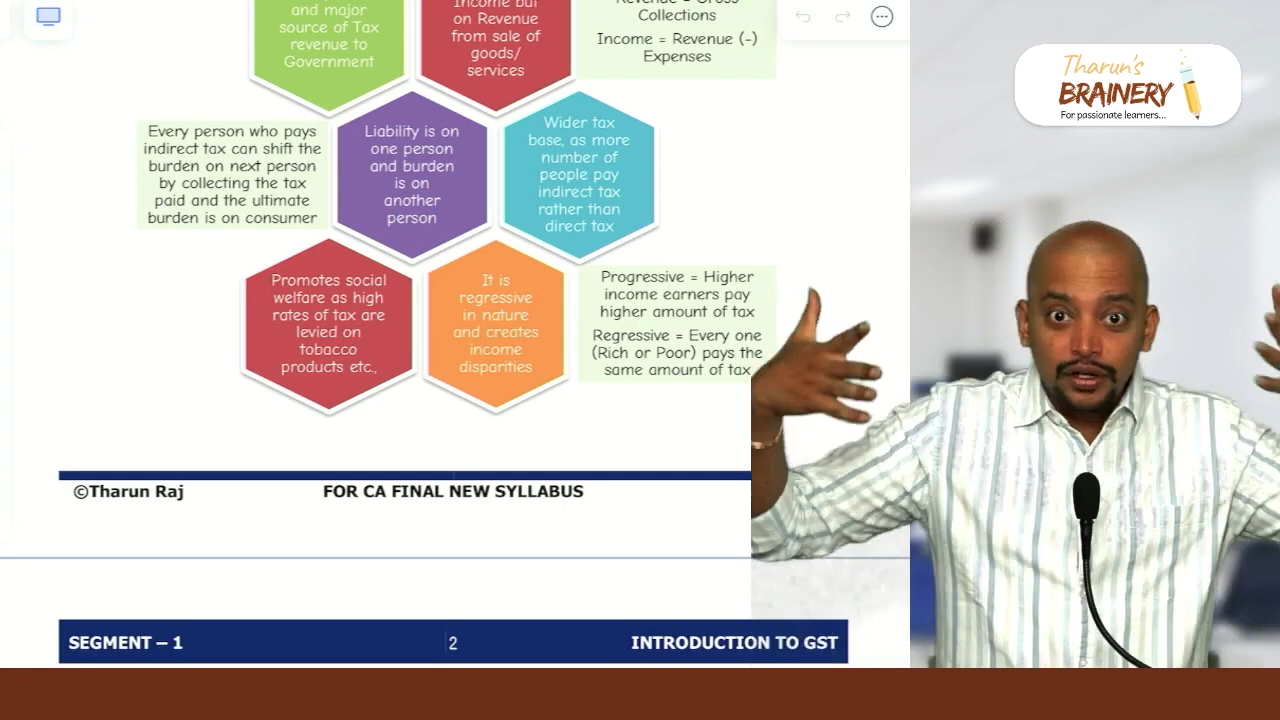 and major
source of Tax
revenue to
Government
Income but
on Revenue
from sale of
goods/
services
Revenue = Gross
Collections
Income = Revenue (-)
Expenses
Every person who pays
indirect tax can shift the
burden on next person
by collecting the tax
paid and the ultimate
burden is on consumer
Liability is on
one person
and burden
is on
another
person
Wider tax
base, as more
number of
people pay
indirect tax
rather than
direct tax
Promotes social
welfare as high
rates of tax are
levied on
tobacco
products etc.,
It is
regressive
in nature
and creates
income
disparities
Progressive = Higher
income earners pay
higher amount of tax
Regressive = Every one
(Rich or Poor) pays the
same amount of tax
©Tharun Raj
FOR CA FINAL NEW SYLLABUS
SEGMENT – 1
2
INTRODUCTION TO GST
Tharun's
BRAINERY
For passionate learners...